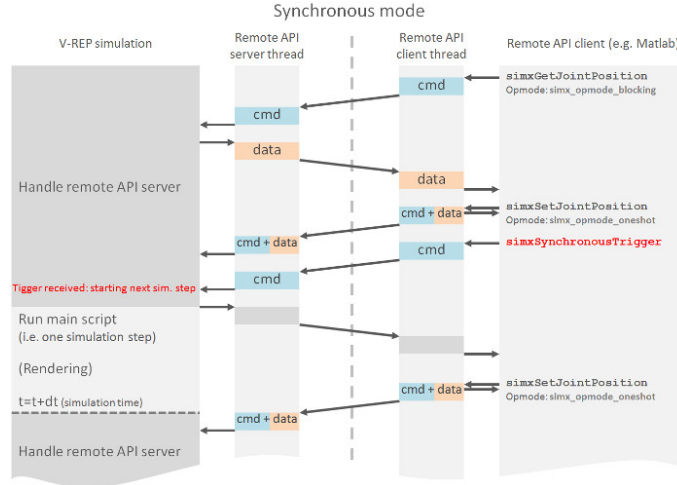 Synchronous mode
V-REP simulation
Remote API
server thread
Remote API
client thread
Remote API client (e.g. Matlab)
simxGetJointPosition
Opmode: simx_opmode_blocking
cmd
cmd
data
data
Handle remote API server
simxSetJointPosition
Opmode: simx_opmode_oneshot
cmd + data
cmd + data
simxSynchronousTrigger
cmd
cmd
Tigger received: starting next sim. step
Run main script
(i.e. one simulation step)
(Rendering)
simxSetJointPosition
Opmode: simx_opmode_oneshot
cmd + data
t=t+dt (simulation time)
cmd + data
Handle remote API server